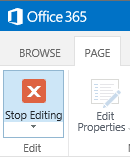 Office 365
BROWSE PAGE
Stop Editing
Edit
Properties
Edit